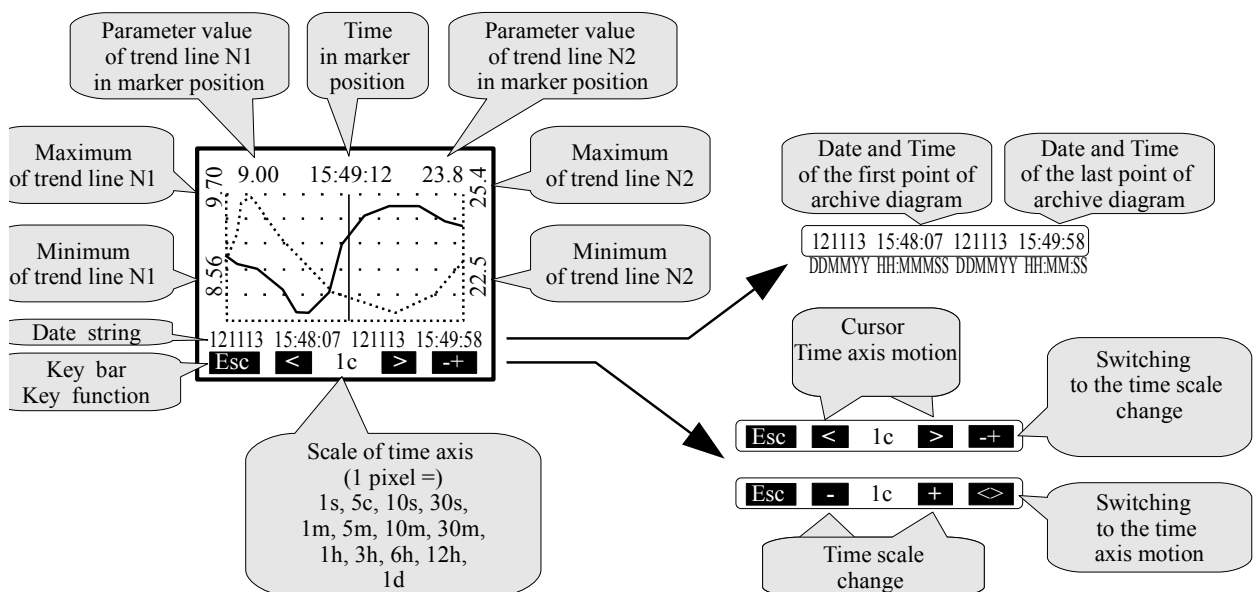 Parameter value
of trend line N1
in marker position
Time
in marker
position
Parameter value
of trend line N2
in marker position
Maximum
of trend line N1
Maximum
of trend line N2
Minimum
of trend line N1
Minimum
of trend line N2
Date string
Key bar
Key function
9.70
9.00 15:49:12 23.8
25.4
8.56
22.5
121113 15:48:07 121113 15:49:58
Esc < 1c > -+
Scale of time axis
(1 pixel =)
1s, 5c, 10s, 30s,
1m, 5m, 10m, 30m,
1h, 3h, 6h, 12h,
1d
Date and Time
of the first point of
archive diagram
Date and Time
of the last point of
archive diagram
121113 15:48:07 121113 15:49:58
DDMMYY HH:MMMSS DDMMYY HH:MM:SS
Cursor
Time axis motion
Switching
to the time scale
change
Esc < 1c > -+
Esc - 1c + <>
Switching
to the time
axis motion
Time scale
change